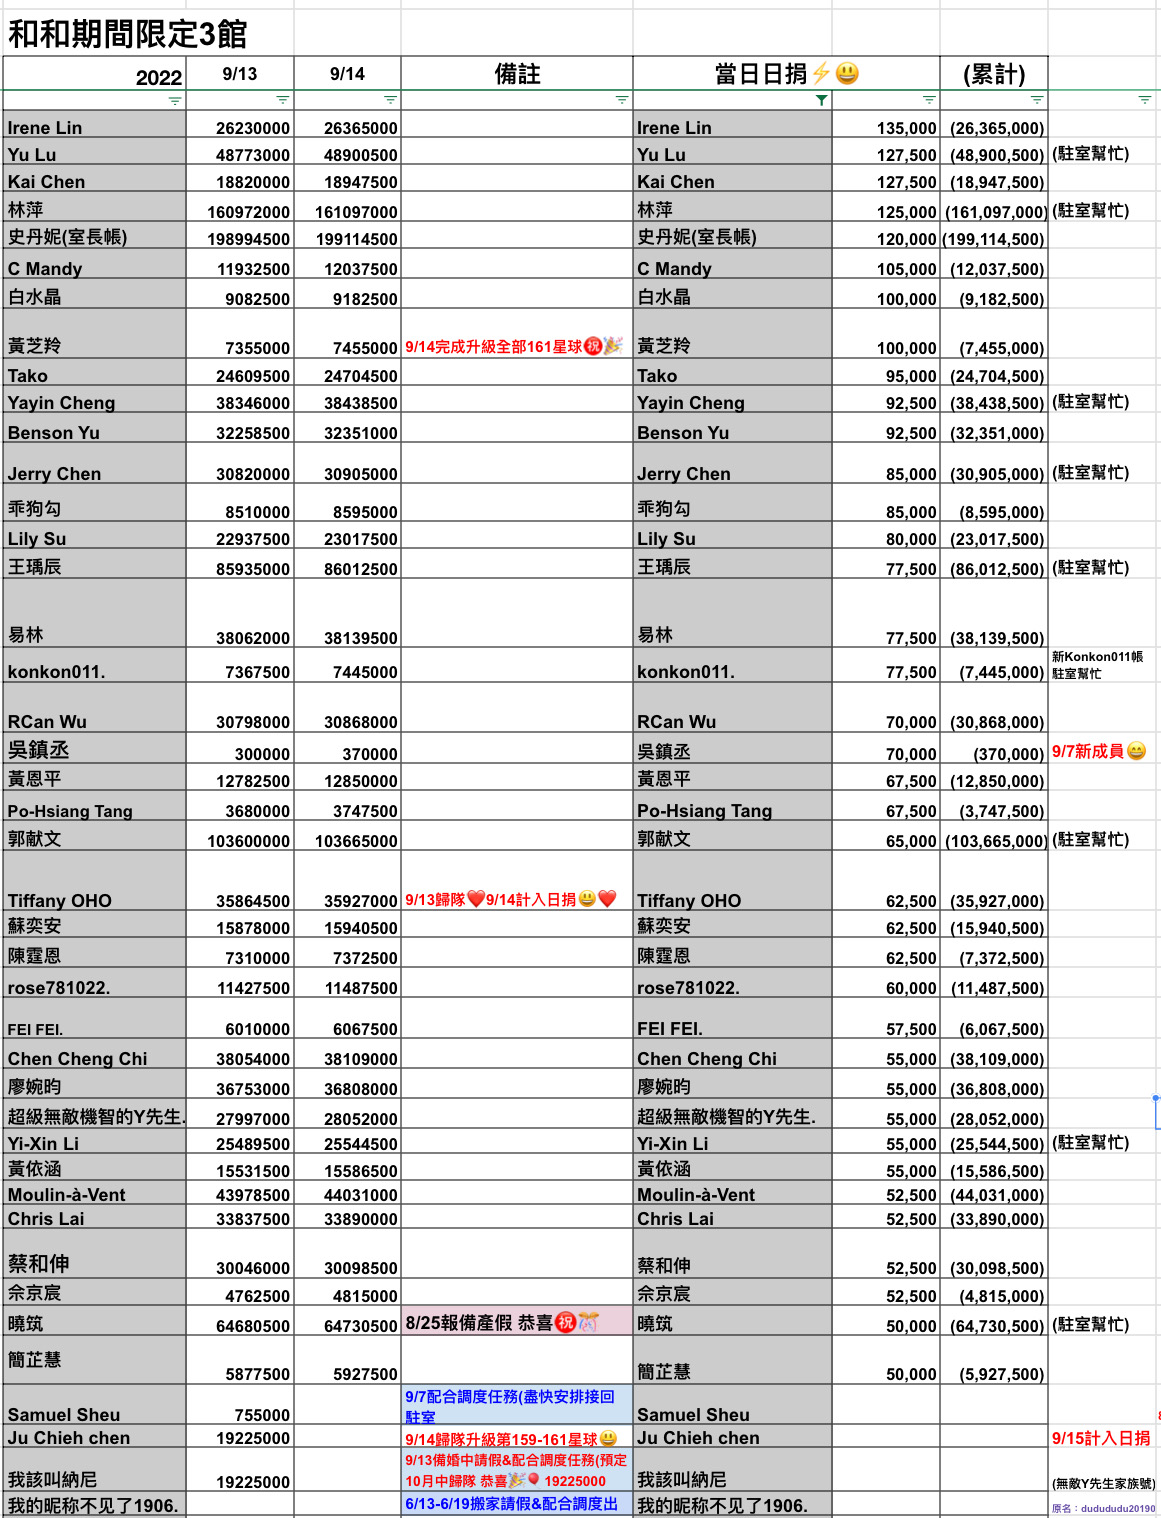 和和期間限定3館
2022 9/13 9/14 備註 當日日捐⚡😃 (累計)
Irene Lin 26230000 26365000 Irene Lin 135,000 (26,365,000)
Yu Lu 48773000 48900500 Yu Lu 127,500 (48,900,500) (駐室幫忙)
Kai Chen 18820000 18947500 Kai Chen 127,500 (18,947,500)
林萍 160972000 161097000 林萍 125,000 (161,097,000) (駐室幫忙)
史丹妮(室長帳) 198994500 199114500 史丹妮(室長帳) 120,000 (199,114,500)
C Mandy 11932500 12037500 C Mandy 105,000 (12,037,500)
白水晶 9082500 9182500 白水晶 100,000 (9,182,500)
黃芝羚 7355000 7455000 9/14完成升級全部161星球㊗️🎉 黃芝羚 100,000 (7,455,000)
Tako 24609500 24704500 Tako 95,000 (24,704,500)
Yayin Cheng 38346000 38438500 Yayin Cheng 92,500 (38,438,500) (駐室幫忙)
Benson Yu 32258500 32351000 Benson Yu 92,500 (32,351,000)
Jerry Chen 30820000 30905000 Jerry Chen 85,000 (30,905,000) (駐室幫忙)
乖狗勾 8510000 8595000 乖狗勾 85,000 (8,595,000)
Lily Su 22937500 23017500 Lily Su 80,000 (23,017,500)
王瑀辰 85935000 86012500 王瑀辰 77,500 (86,012,500) (駐室幫忙)
易林 38062000 38139500 易林 77,500 (38,139,500)
konkon011. 7367500 7445000 konkon011. 77,500 (7,445,000) 新Konkon011帳
駐室幫忙
RCan Wu 30798000 30868000 RCan Wu 70,000 (30,868,000)
吳鎮丞 300000 370000 吳鎮丞 70,000 (370,000) 9/7新成員😄
黃恩平 12782500 12850000 黃恩平 67,500 (12,850,000)
Po-Hsiang Tang 3680000 3747500 Po-Hsiang Tang 67,500 (3,747,500)
郭献文 103600000 103665000 郭献文 65,000 (103,665,000) (駐室幫忙)
Tiffany OHO 35864500 35927000 9/13歸隊❤️9/14計入日捐😃❤️ Tiffany OHO 62,500 (35,927,000)
蘇奕安 15878000 15940500 蘇奕安 62,500 (15,940,500)
陳霆恩 7310000 7372500 陳霆恩 62,500 (7,372,500)
rose781022. 11427500 11487500 rose781022. 60,000 (11,487,500)
FEI FEI. 6010000 6067500 FEI FEI. 57,500 (6,067,500)
Chen Cheng Chi 38054000 38109000 Chen Cheng Chi 55,000 (38,109,000)
廖婉昀 36753000 36808000 廖婉昀 55,000 (36,808,000)
超級無敵機智的Y先生. 27997000 28052000 超級無敵機智的Y先生. 55,000 (28,052,000)
Yi-Xin Li 25489500 25544500 Yi-Xin Li 55,000 (25,544,500) (駐室幫忙)
黃依涵 15531500 15586500 黃依涵 55,000 (15,586,500)
Moulin-à-Vent 43978500 44031000 Moulin-à-Vent 52,500 (44,031,000)
Chris Lai 33837500 33890000 Chris Lai 52,500 (33,890,000)
蔡和伸 30046000 30098500 蔡和伸 52,500 (30,098,500)
佘京宸 4762500 4815000 佘京宸 52,500 (4,815,000)
曉筑 64680500 64730500 8/25報備產假 恭喜㊗️🎊 曉筑 50,000 (64,730,500) (駐室幫忙)
簡芷慧 5877500 5927500 簡芷慧 50,000 (5,927,500)
Samuel Sheu 755000 9/7配合調度任務(盡快安排接回
駐室 Samuel Sheu
Ju Chieh chen 19225000 9/14歸隊升級第159-161星球😃 Ju Chieh chen 9/15計入日捐
我該叫納尼 19225000 9/13備婚中請假&配合調度任務(預定
10月中歸隊 恭喜🎉🎈 19225000 我該叫納尼 (無敵Y先生家族號)
我的昵称不见了1906. 6/13-6/19搬家請假&配合調度出 我的昵称不见了1906. 原名：dudududu20190